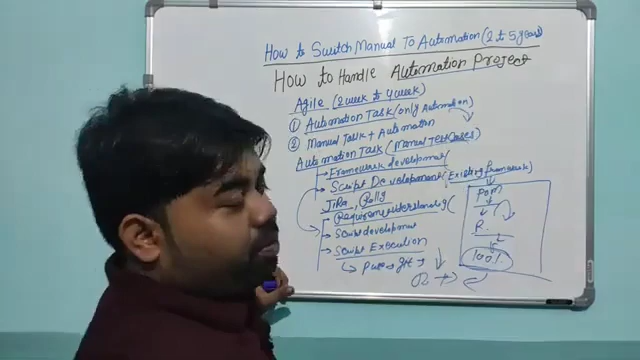 How to Switch Manual To Automation (2 to 5 years)
How to Handle Automation Project
Agile (2 week to 4 week)
① Automation Task (only Automation)
② Manual Task + Automation
Automation Task (Manual Test Cases)
→ Framework development (
→ Script Development (Existing framework)
Jira, Rally
Requirement
→ Script development
→ Script Execution
POM
R.
100%